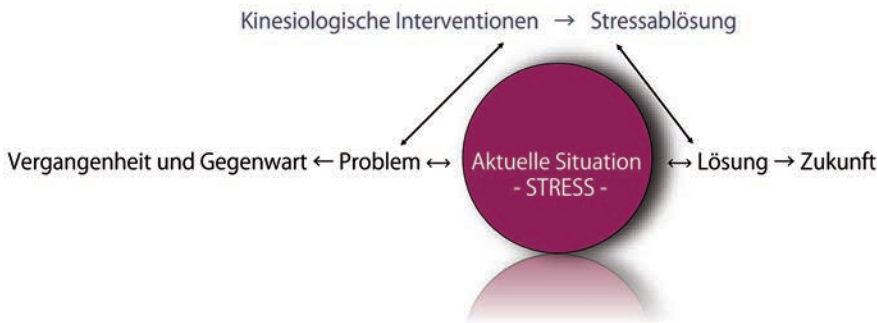 Kinesiologische Interventionen → Stressablösung
Vergangenheit und Gegenwart ← Problem ↔ Aktuelle Situation ↔ Lösung → Zukunft
- STRESS -